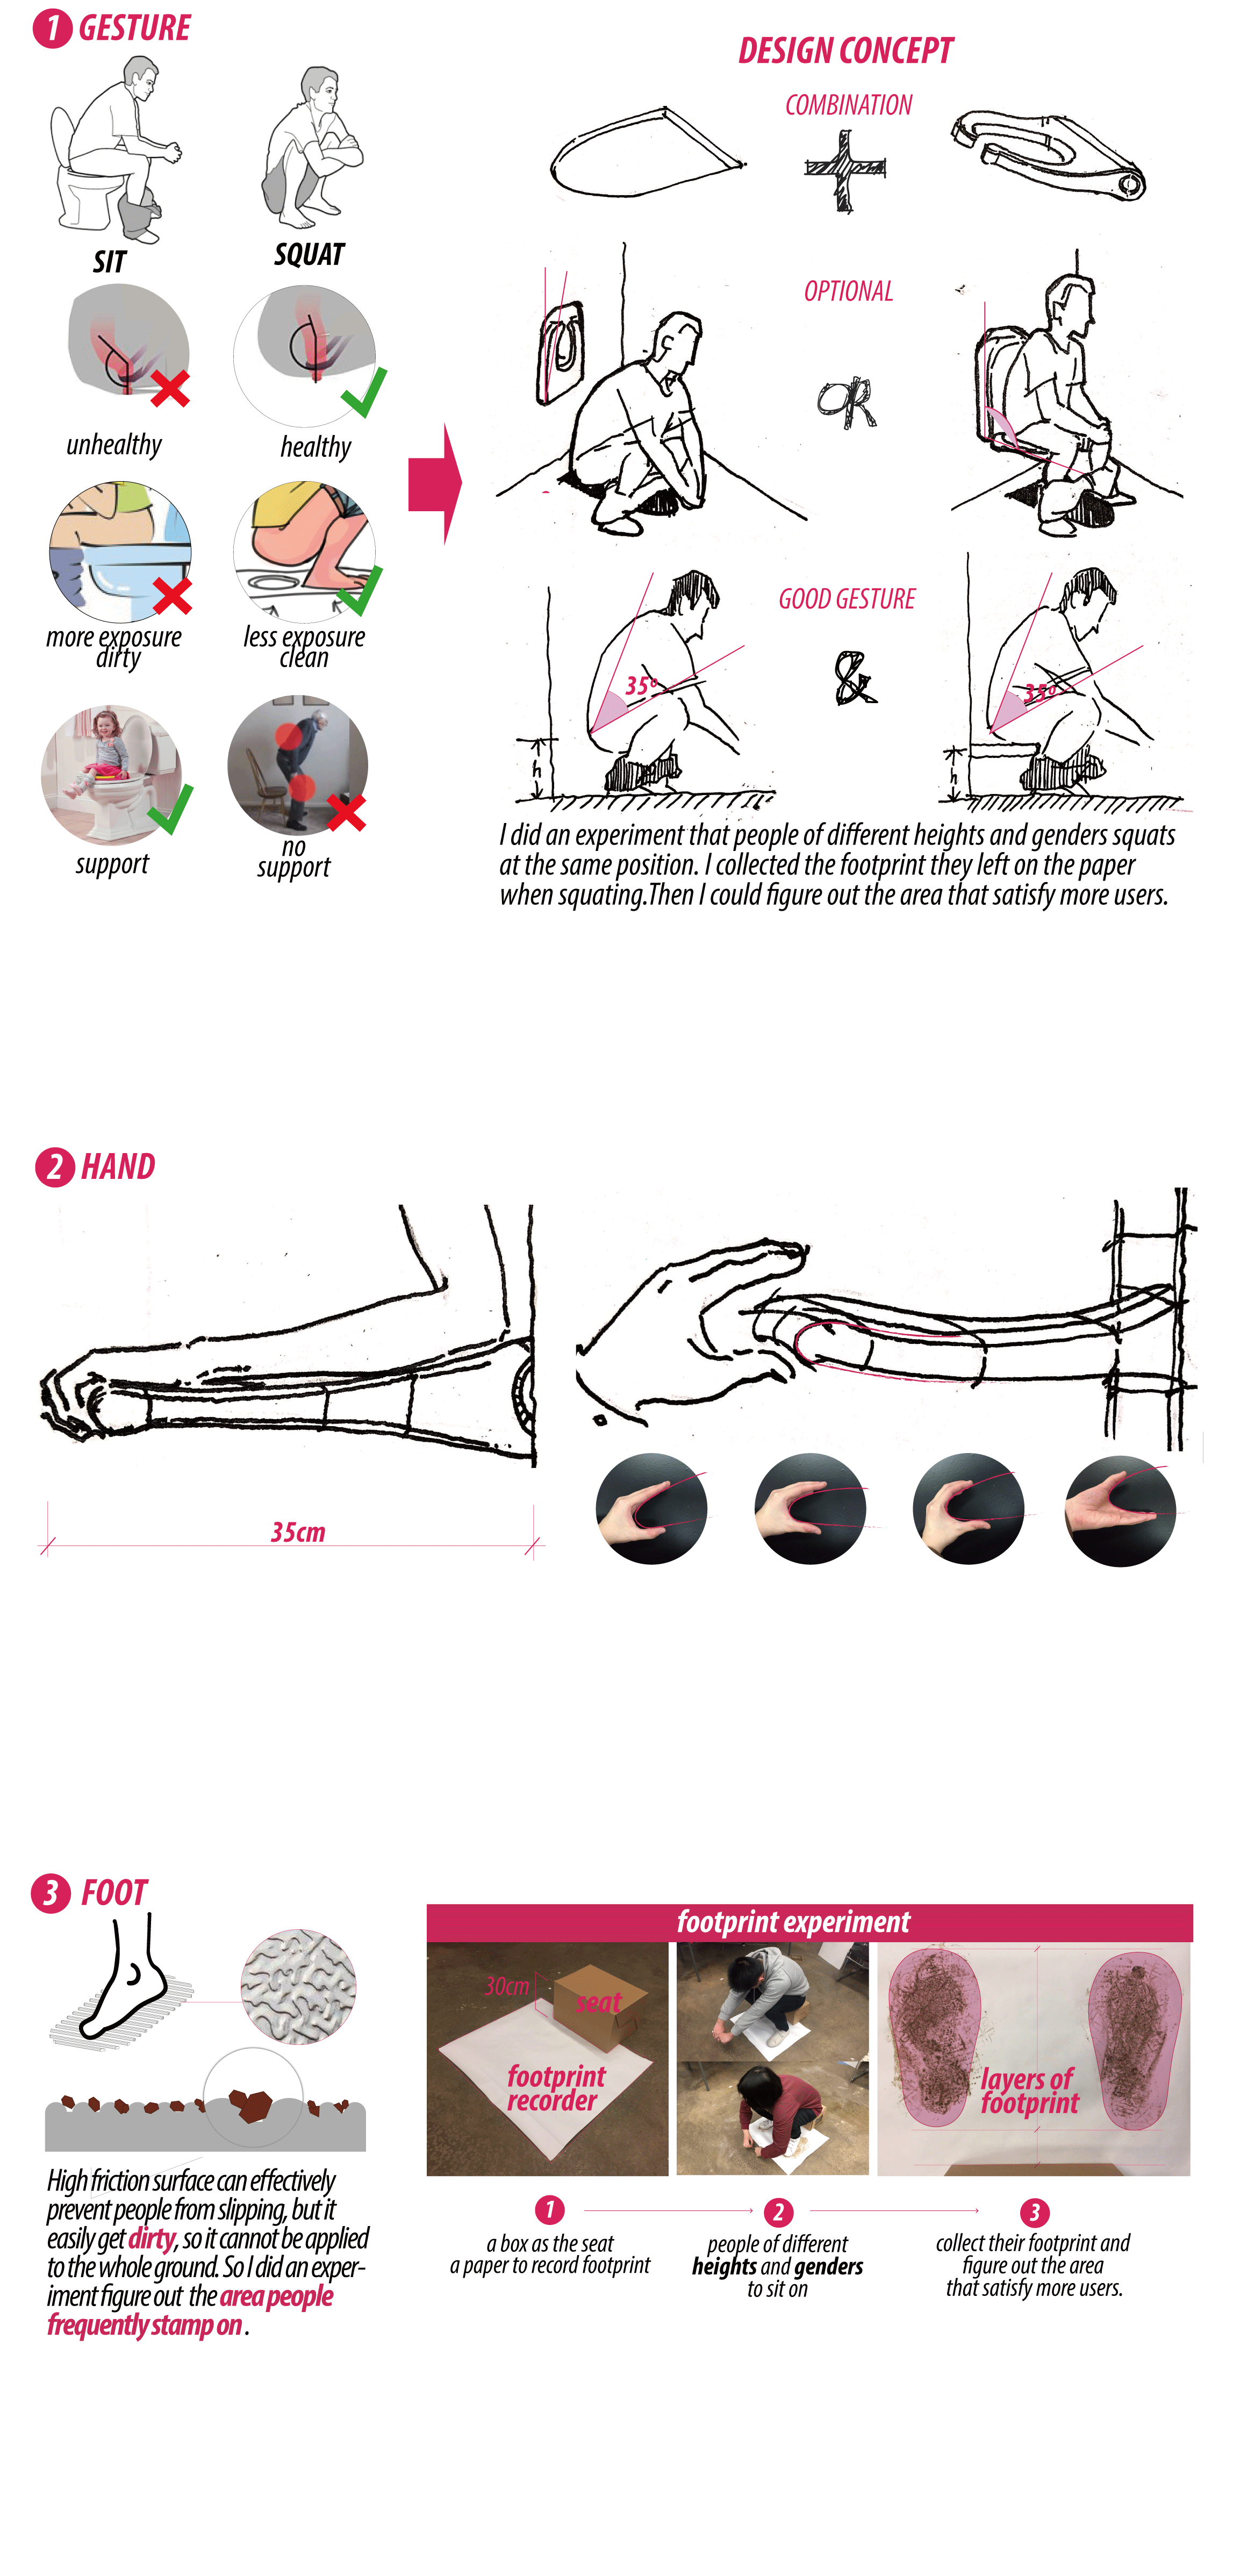 1 GESTURE
SIT
SQUAT
unhealthy
healthy
more exposure
dirty
less exposure
clean
support
no
support
DESIGN CONCEPT
COMBINATION
OPTIONAL
OR
GOOD GESTURE
&
35°
35°
h
h
I did an experiment that people of different heights and genders squats
at the same position. I collected the footprint they left on the paper
when squating.Then I could figure out the area that satisfy more users.
2 HAND
35cm
3 FOOT
High friction surface can effectively
prevent people from slipping, but it
easily get dirty, so it cannot be applied
to the whole ground. So I did an exper-
iment figure out the area people
frequently stamp on .
footprint experiment
30cm
seat
footprint
recorder
layers of
footprint
1
a box as the seat
a paper to record footprint
2
people of different
heights and genders
to sit on
3
collect their footprint and
figure out the area
that satisfy more users.